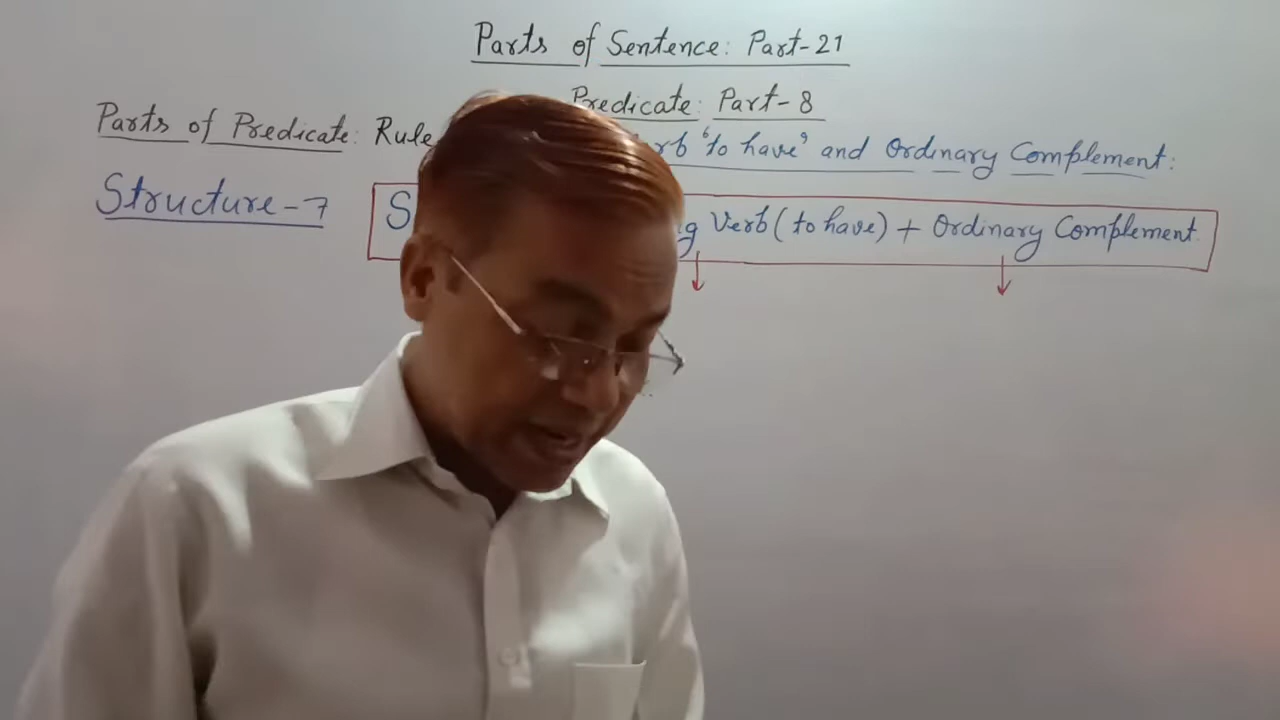 Parts of Sentence: Part-21
Predicate: Part-8
Parts of Predicate: Rule 'to have' and Ordinary Complement:
Structure-7
Verb (to have) + Ordinary Complement